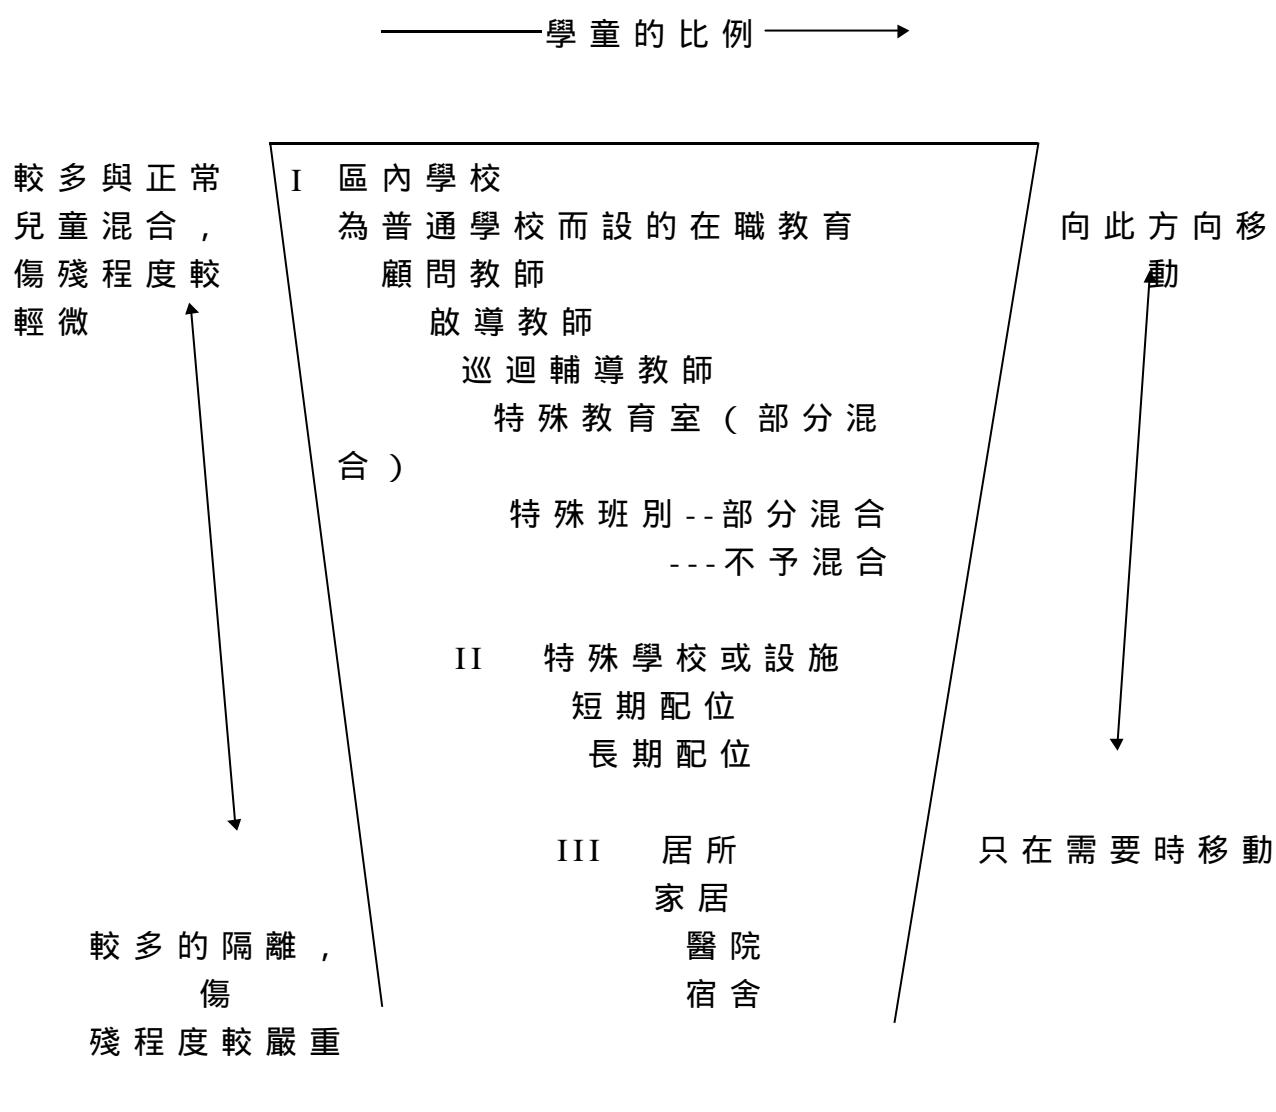 學童的比例
較多與正常
兒童混合，
傷殘程度較
輕微
I 區內學校
為普通學校而設的在職教育
顧問教師
啟導教師
巡迴輔導教師
特殊教育室（部分混
合）
特殊班別--部分混合
---不予混合
II 特殊學校或設施
短期配位
長期配位
III 居所
家居
醫院
宿舍
向此方向移
動
只在需要時移動
較多的隔離，
傷
殘程度較嚴重